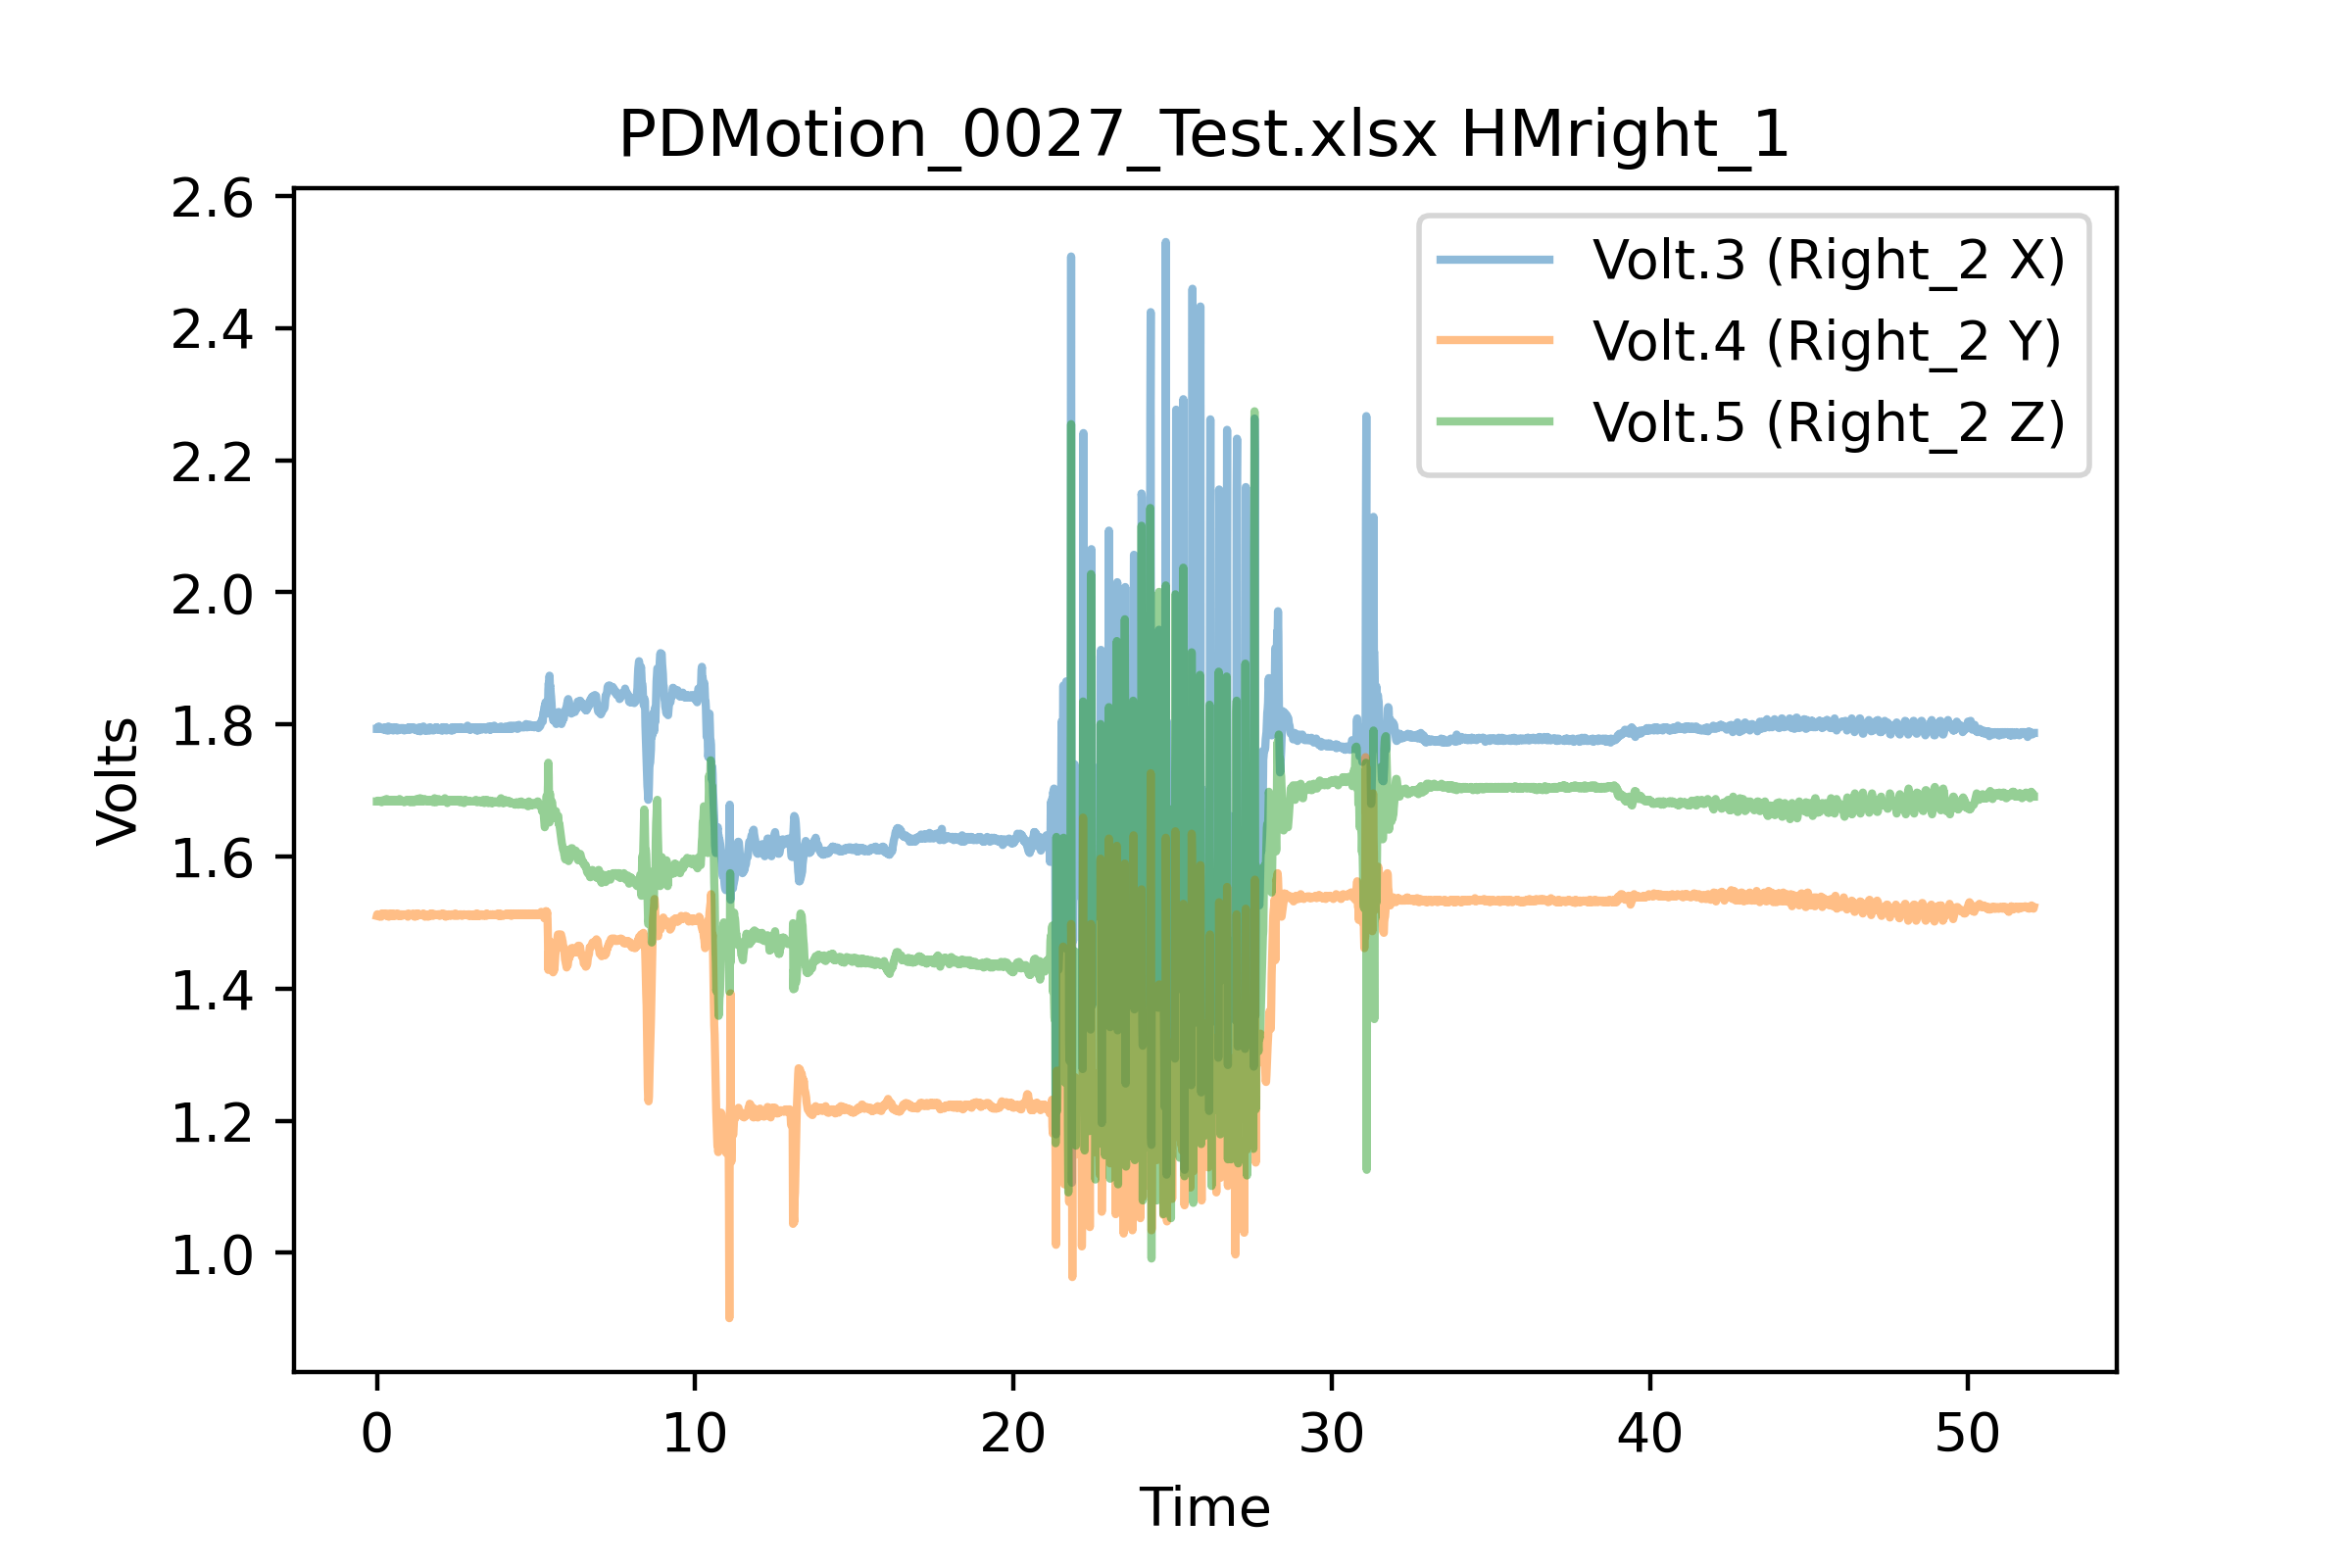 PDMotion_0027_Test.xlsx HMright_1
2.6
2.4
2.2
2.0
1.8
1.6
1.4
1.2
1.0
Volts
Volt.3 (Right_2 X)
Volt.4 (Right_2 Y)
Volt.5 (Right_2 Z)
0 10 20 30 40 50
Time